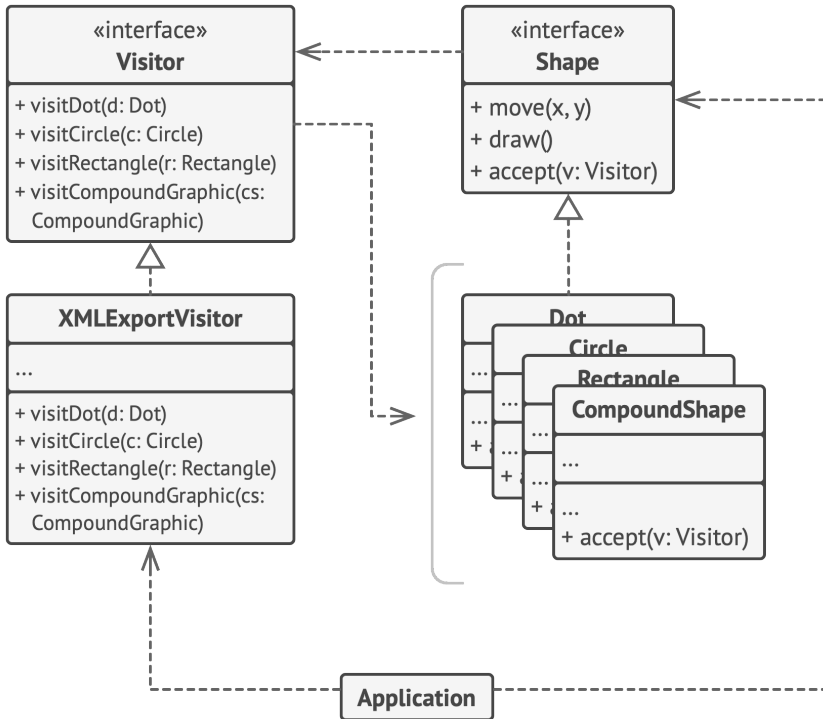 «interface»
Visitor
+ visitDot(d: Dot)
+ visitCircle(c: Circle)
+ visitRectangle(r: Rectangle)
+ visitCompoundGraphic(cs:
CompoundGraphic)
«interface»
Shape
+ move(x, y)
+ draw()
+ accept(v: Visitor)
XMLExportVisitor
...
+ visitDot(d: Dot)
+ visitCircle(c: Circle)
+ visitRectangle(r: Rectangle)
+ visitCompoundGraphic(cs:
CompoundGraphic)
Dot
...
...
+
Circle
...
...
+
Rectangle
...
...
+
CompoundShape
...
...
+ accept(v: Visitor)
Application